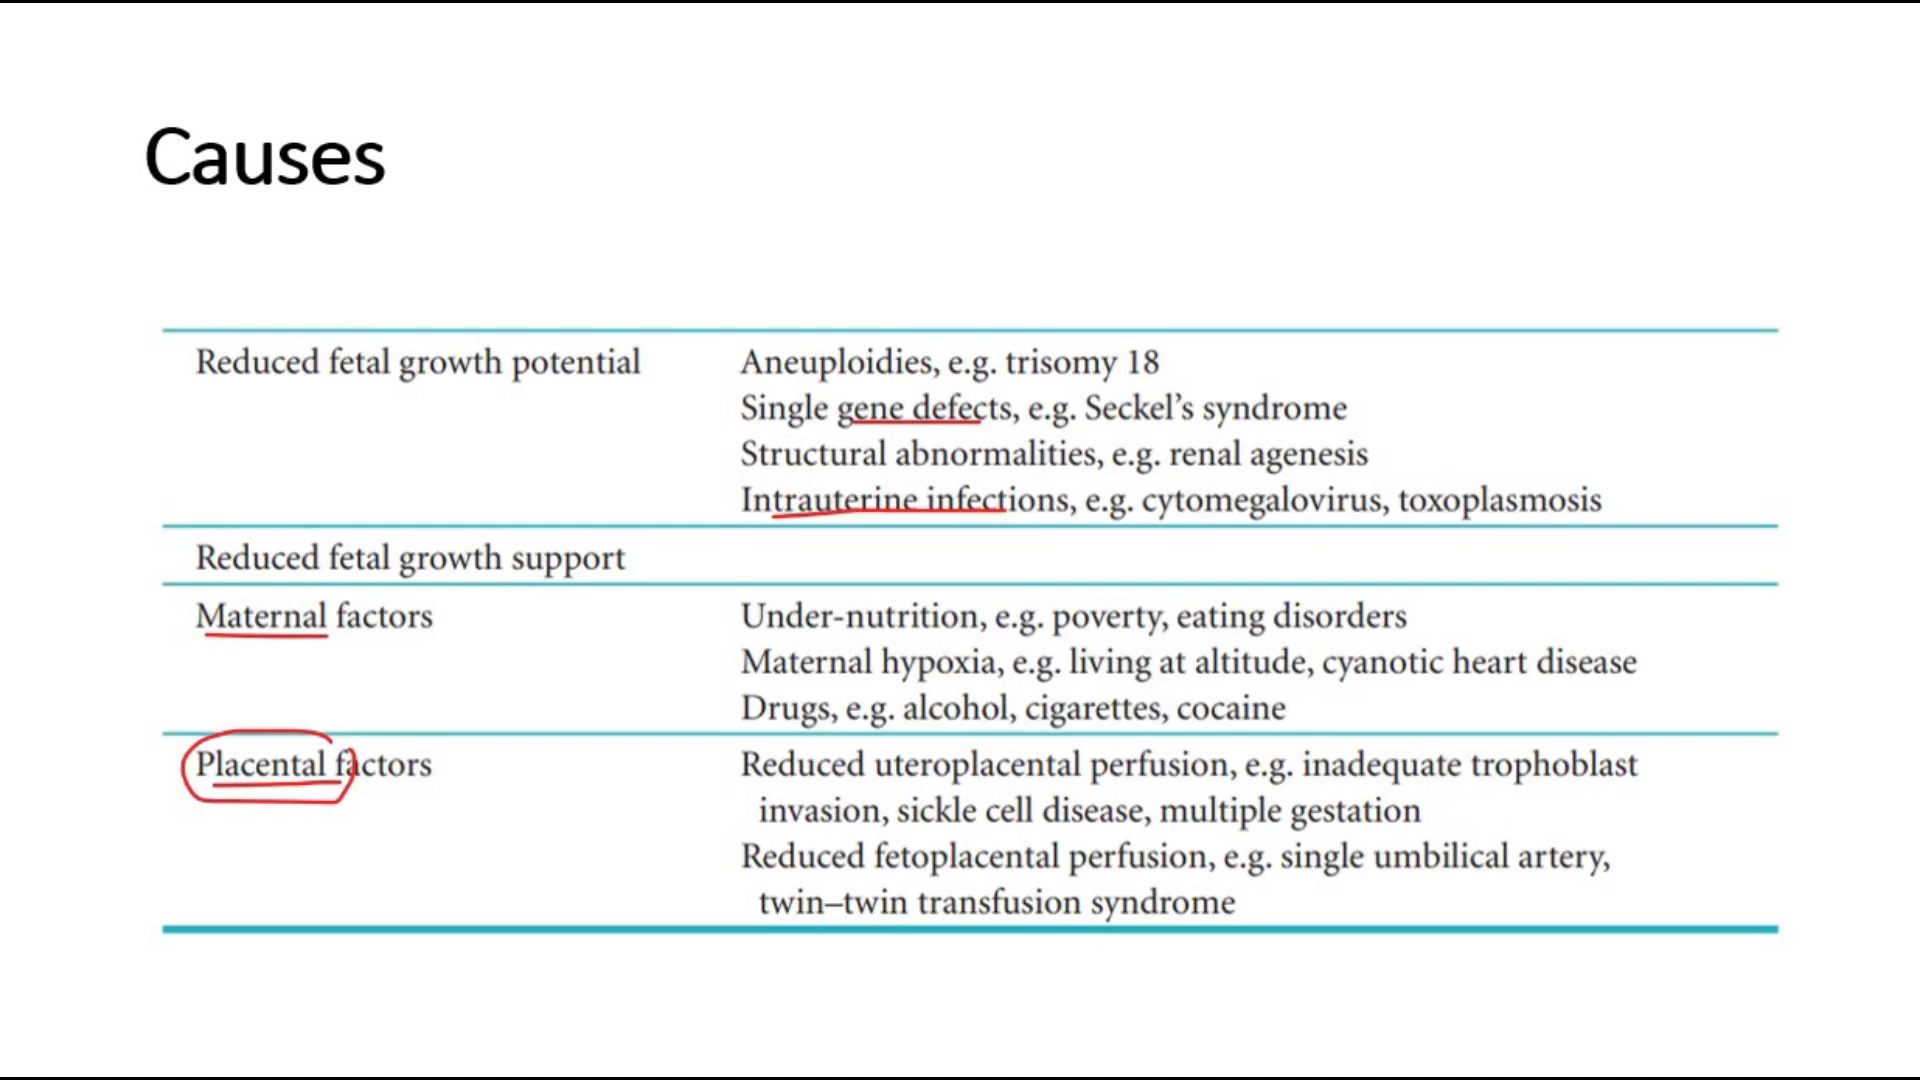 Causes
Reduced fetal growth potential
Aneuploidies, e.g. trisomy 18
Single gene defects, e.g. Seckel’s syndrome
Structural abnormalities, e.g. renal agenesis
Intrauterine infections, e.g. cytomegalovirus, toxoplasmosis
Reduced fetal growth support
Maternal factors
Under-nutrition, e.g. poverty, eating disorders
Maternal hypoxia, e.g. living at altitude, cyanotic heart disease
Drugs, e.g. alcohol, cigarettes, cocaine
Placental factors
Reduced uteroplacental perfusion, e.g. inadequate trophoblast
invasion, sickle cell disease, multiple gestation
Reduced fetoplacental perfusion, e.g. single umbilical artery,
twin–twin transfusion syndrome